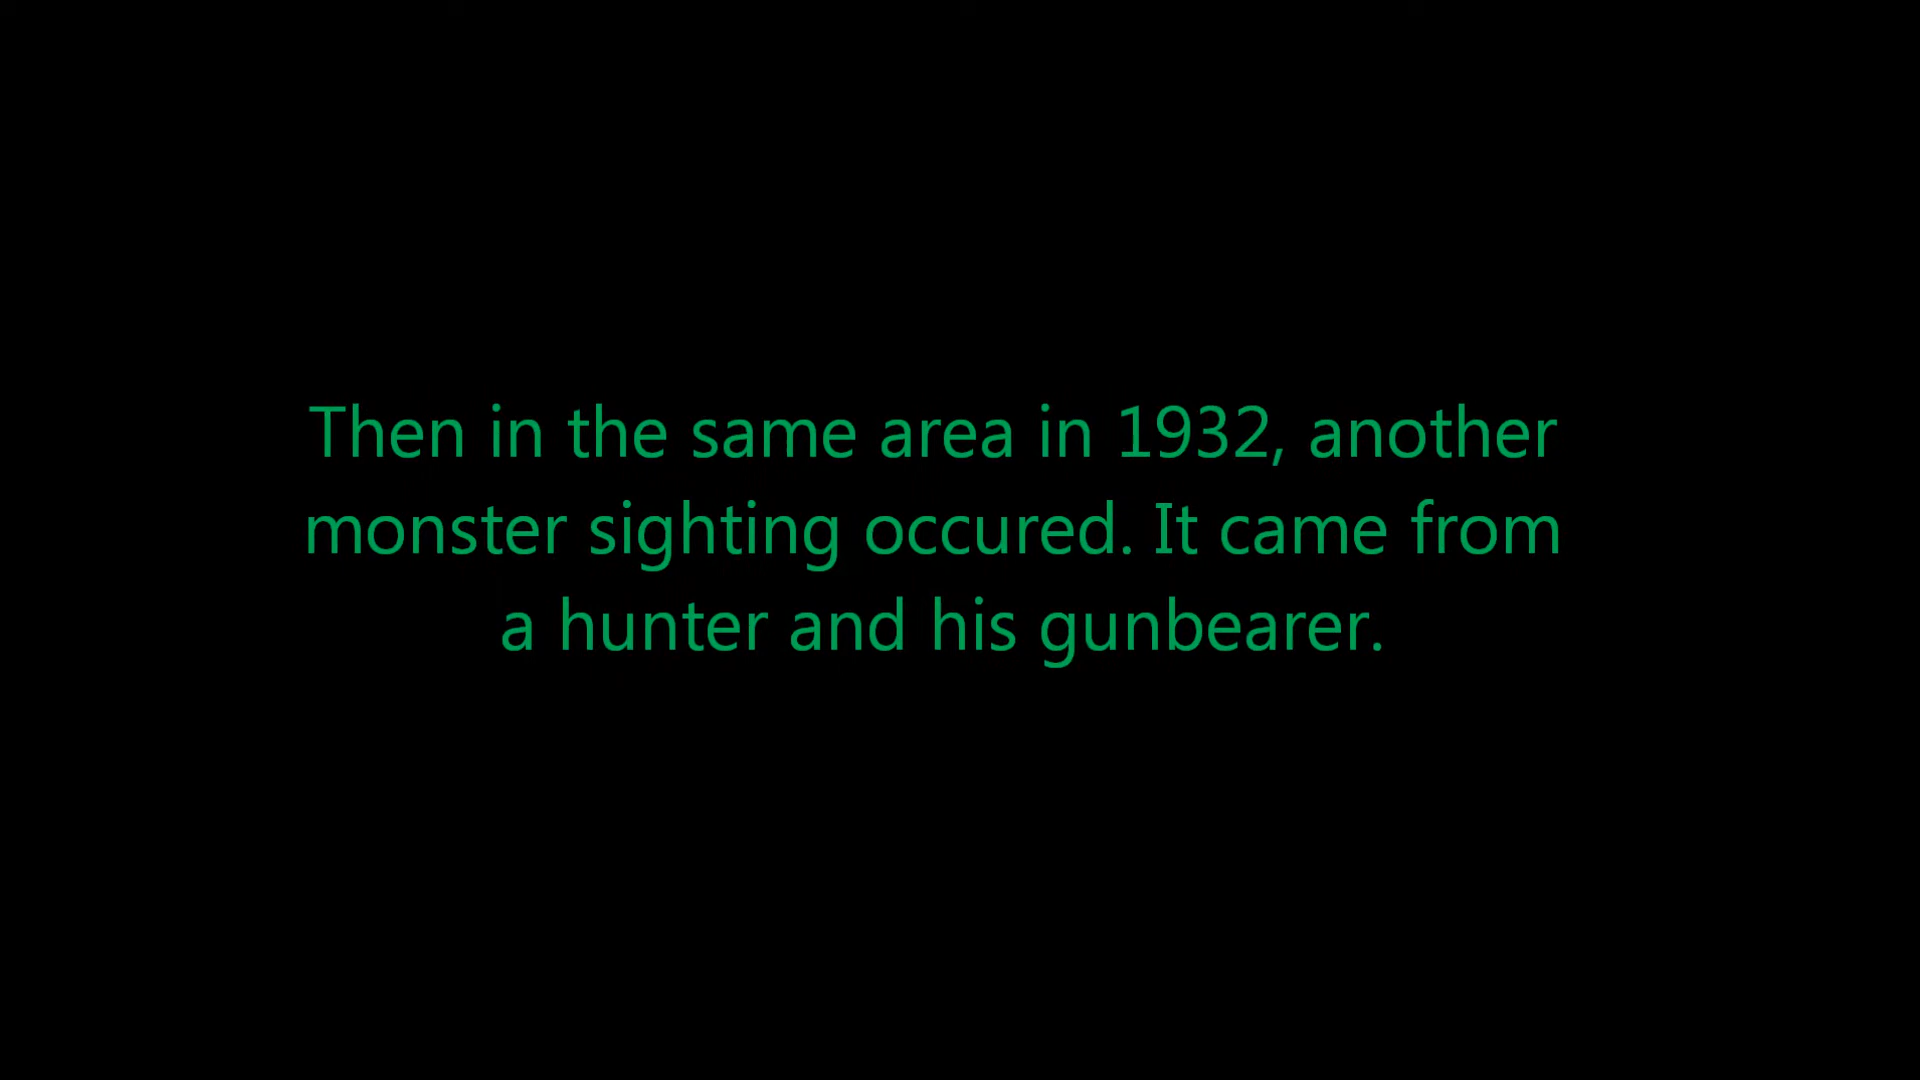 Then in the same area in 1932, another
monster sighting occured. It came from
a hunter and his gunbearer.